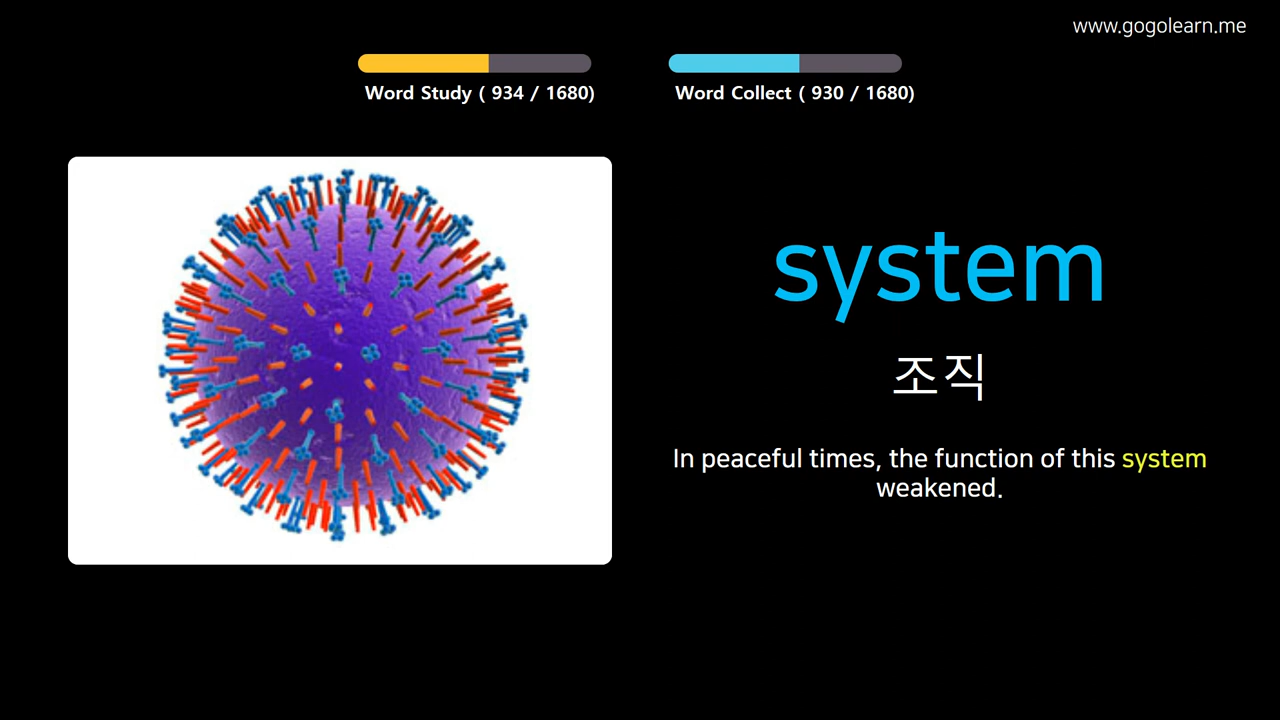 www.gogolearn.me
Word Study ( 934 / 1680)
Word Collect ( 930 / 1680)
system
조직
In peaceful times, the function of this system
weakened.